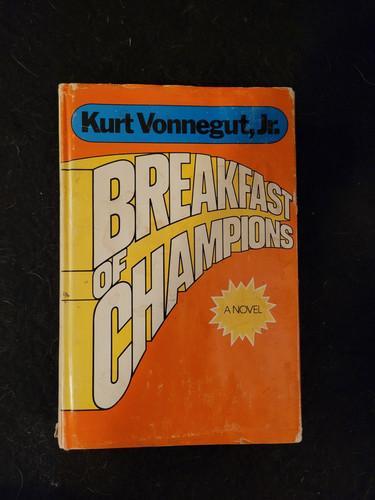 Kurt Vonnegut, Jr.
BREAKFAST
OF
CHAMPIONS
A NOVEL